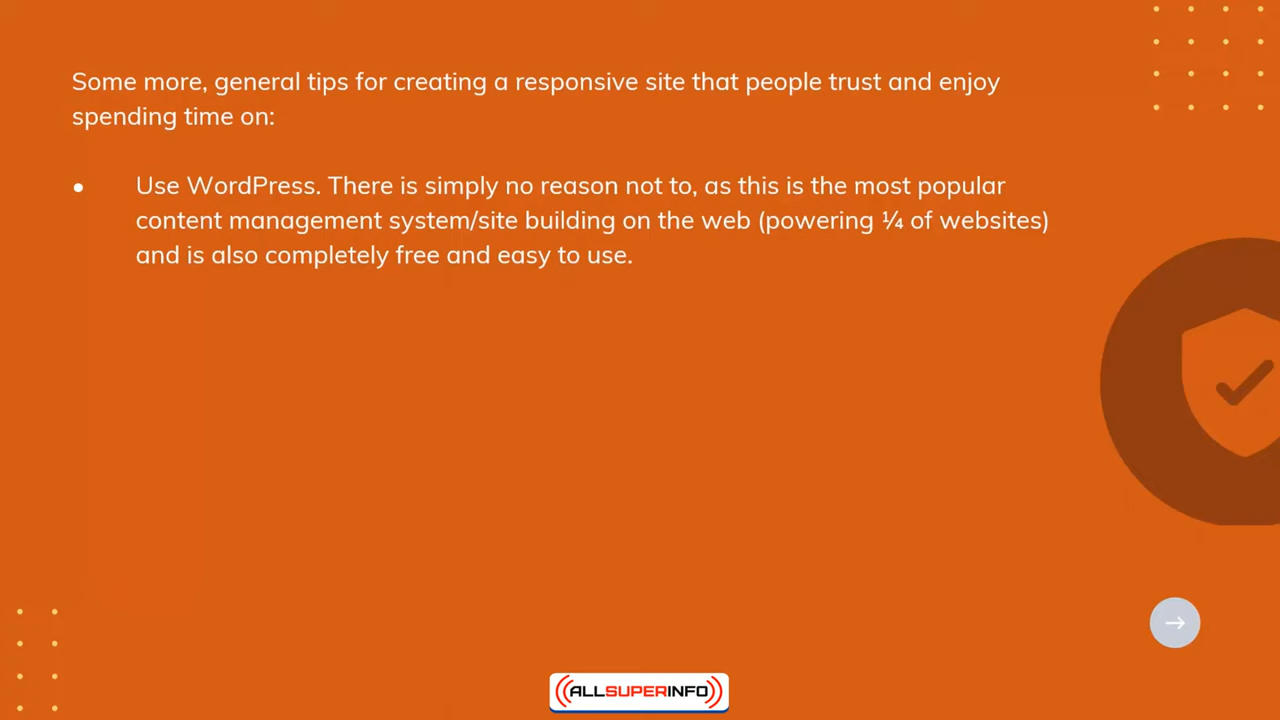 Some more, general tips for creating a responsive site that people trust and enjoy
spending time on:
• Use WordPress. There is simply no reason not to, as this is the most popular
content management system/site building on the web (powering ¼ of websites)
and is also completely free and easy to use.
ALLSUPERINFO